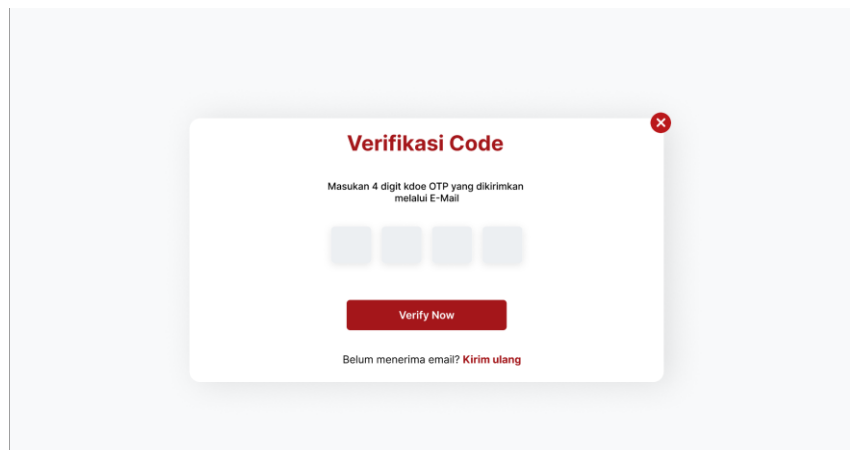 Verifikasi Code
Masukan 4 digit kdoe OTP yang dikirimkan
melalui E-Mail
Verify Now
Belum menerima email? Kirim ulang